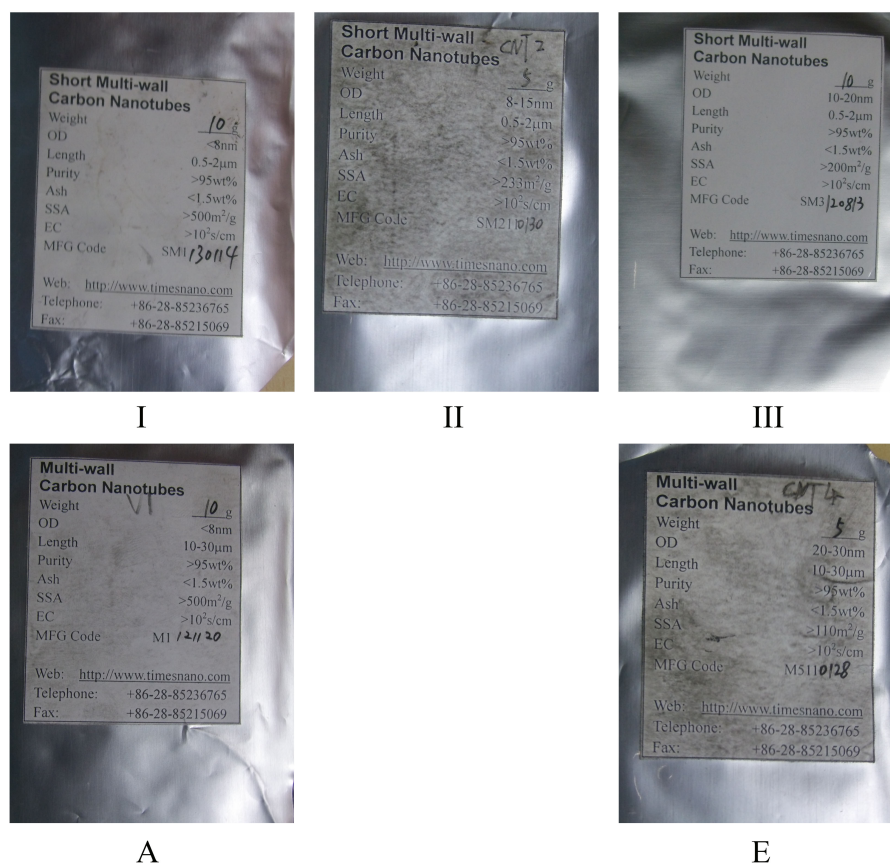 Short Multi-wall
Carbon Nanotubes
Weight 10 g
OD <8nm
Length 0.5-2μm
Purity >95wt%
Ash <1.5wt%
SSA >500m²/g
EC >10²s/cm
MFG Code SM1130114
Web: http://www.timesnano.com
Telephone: +86-28-85236765
Fax: +86-28-85215069
I
Short Multi-wall CNT2
Carbon Nanotubes
Weight 5 g
OD 8-15nm
Length 0.5-2μm
Purity >95wt%
Ash <1.5wt%
SSA >233m²/g
EC >10²s/cm
MFG Code SM2110130
Web: http://www.timesnano.com
Telephone: +86-28-85236765
Fax: +86-28-85215069
II
Short Multi-wall
Carbon Nanotubes
Weight 10 g
OD 10-20nm
Length 0.5-2μm
Purity >95wt%
Ash <1.5wt%
SSA >200m²/g
EC >10²s/cm
MFG Code SM3120813
Web: http://www.timesnano.com
Telephone: +86-28-85236765
Fax: +86-28-85215069
III
Multi-wall
Carbon Nanotubes
Weight 10 g
OD <8nm
Length 10-30μm
Purity >95wt%
Ash <1.5wt%
SSA >500m²/g
EC >10²s/cm
MFG Code M1121120
Web: http://www.timesnano.com
Telephone: +86-28-85236765
Fax: +86-28-85215069
A
Multi-wall CNT4
Carbon Nanotubes
Weight 5 g
OD 20-30nm
Length 10-30μm
Purity >95wt%
Ash <1.5wt%
SSA >110m²/g
EC >10²s/cm
MFG Code M5110128
Web: http://www.timesnano.com
Telephone: +86-28-85236765
Fax: +86-28-85215069
E